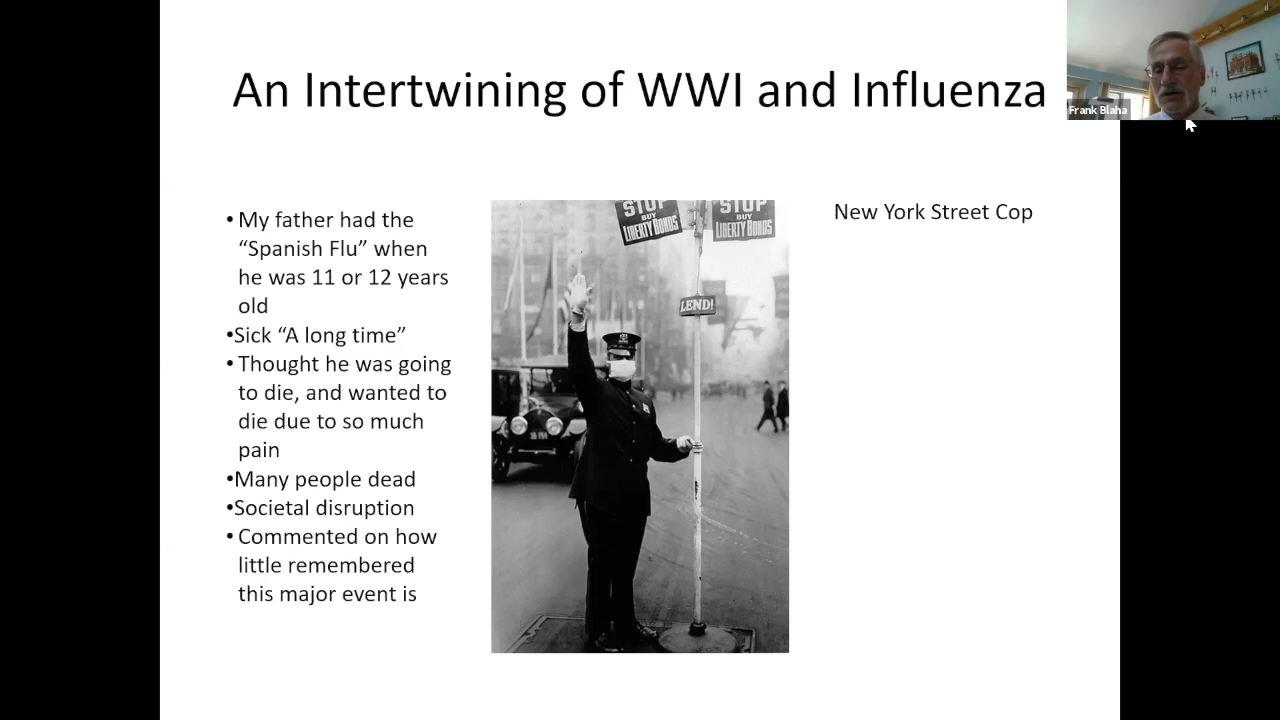 An Intertwining of WWI and Influenza
Frank Blaha
• My father had the
“Spanish Flu” when
he was 11 or 12 years
old
•Sick “A long time”
• Thought he was going
to die, and wanted to
die due to so much
pain
•Many people dead
•Societal disruption
• Commented on how
little remembered
this major event is
STOP
BUY
LIBERTY BONDS
STOP
BUY
LIBERTY BONDS
LEND!
New York Street Cop